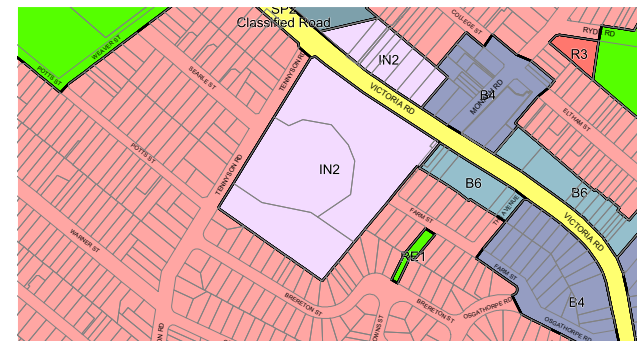 SP2
Classified Road
COLLEGE ST
RYDE RD
WEAVER ST
IN2
R3
POTTS ST
SEARLE ST
TENNYSON RD
VICTORIA RD
B4
MONASH RD
ELTHAM ST
POTTS ST
IN2
TENNYSON RD
B6
B6
AVENUE
FARM ST
VICTORIA RD
WARNER ST
RE1
FARM ST
BRERETON ST
BRERETON ST
OSGATHORPE RD
B4
OSGATHORPE RD